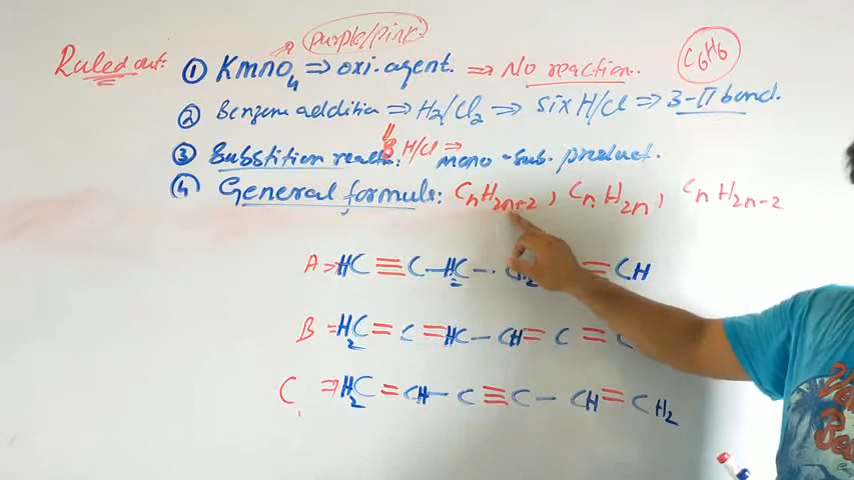 Ruled out:
① KMnO4 ⇒ oxi. agent. ⇒ No reaction.
purple/pink
C6H6
② Benzene addition ⇒ H2/Cl2 ⇒ six H/Cl ⇒ 3-π bond.
③ Substition reactn: H/Cl ⇒ mono-sub. product.
④ General formula: CnH2n+2, CnH2n, CnH2n-2
A ⇒ HC ≡ C - HC - ≡ CH
B ⇒ H2C = C = HC - CH = C =
C ⇒ H2C = CH - C ≡ C - CH = CH2